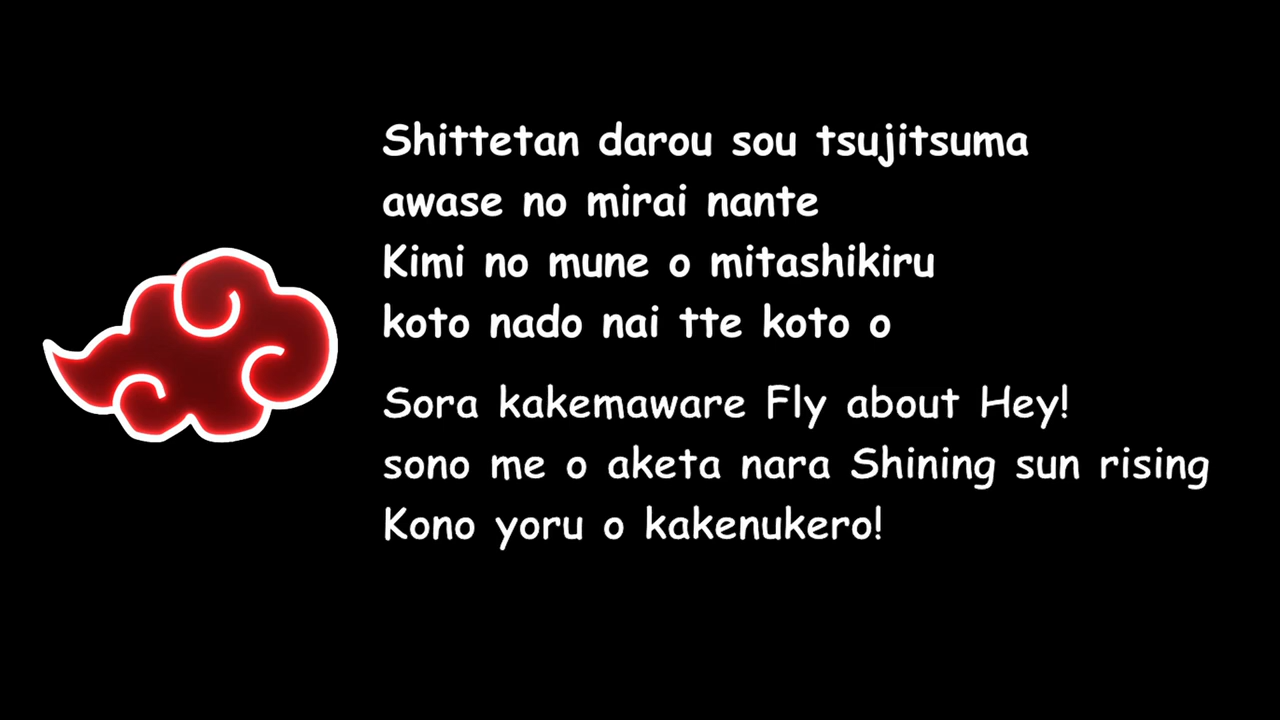 Shittetan darou sou tsujitsuma
awase no mirai nante
Kimi no mune o mitashikiru
koto nado nai tte koto o
Sora kakemaware Fly about Hey!
sono me o aketa nara Shining sun rising
Kono yoru o kakenukero!